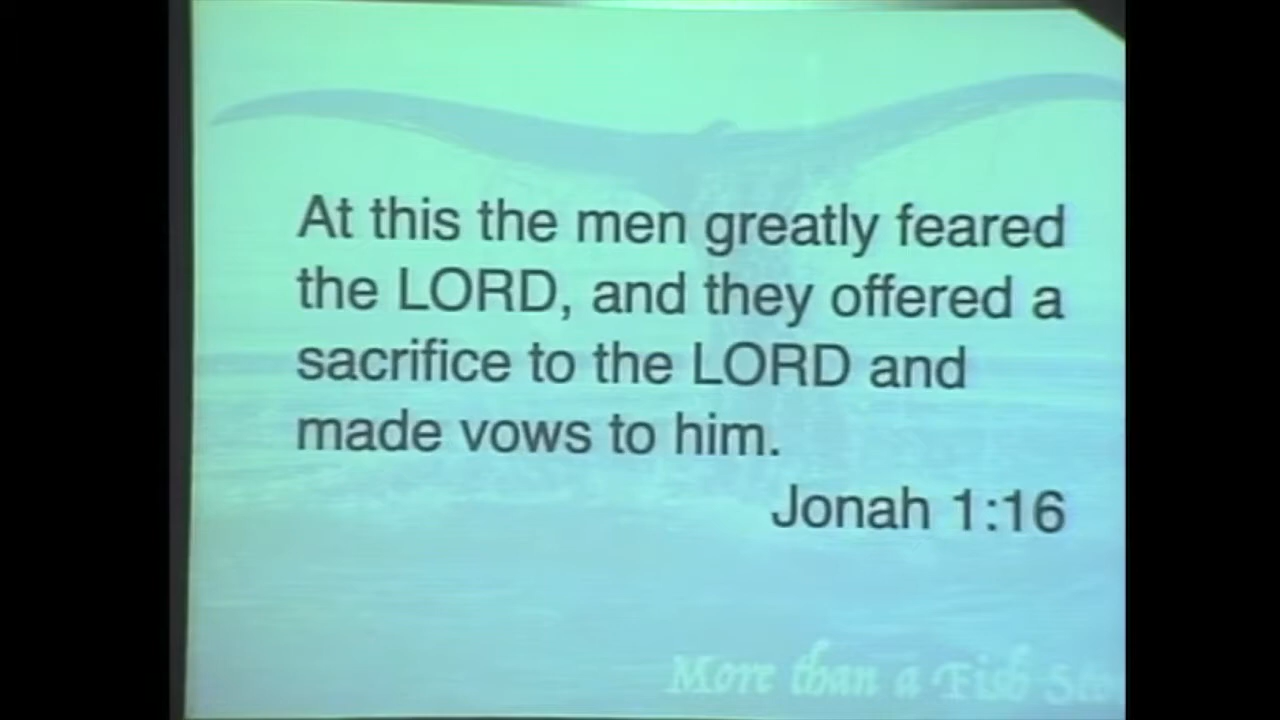 At this the men greatly feared
the LORD, and they offered a
sacrifice to the LORD and
made vows to him.
Jonah 1:16
More than a Fish